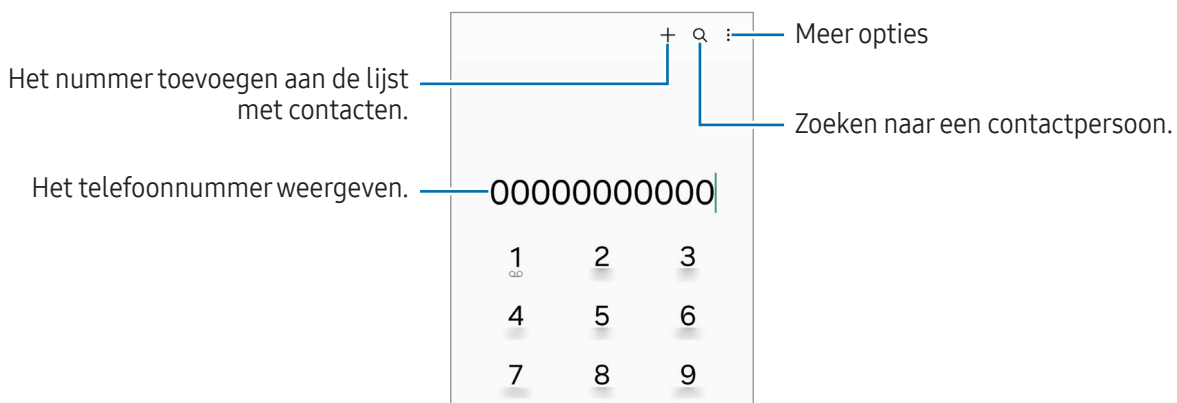 Meer opties
Het nummer toevoegen aan de lijst
met contacten.
Zoeken naar een contactpersoon.
Het telefoonnummer weergeven.
00000000000
1 2 3
4 5 6
7 8 9